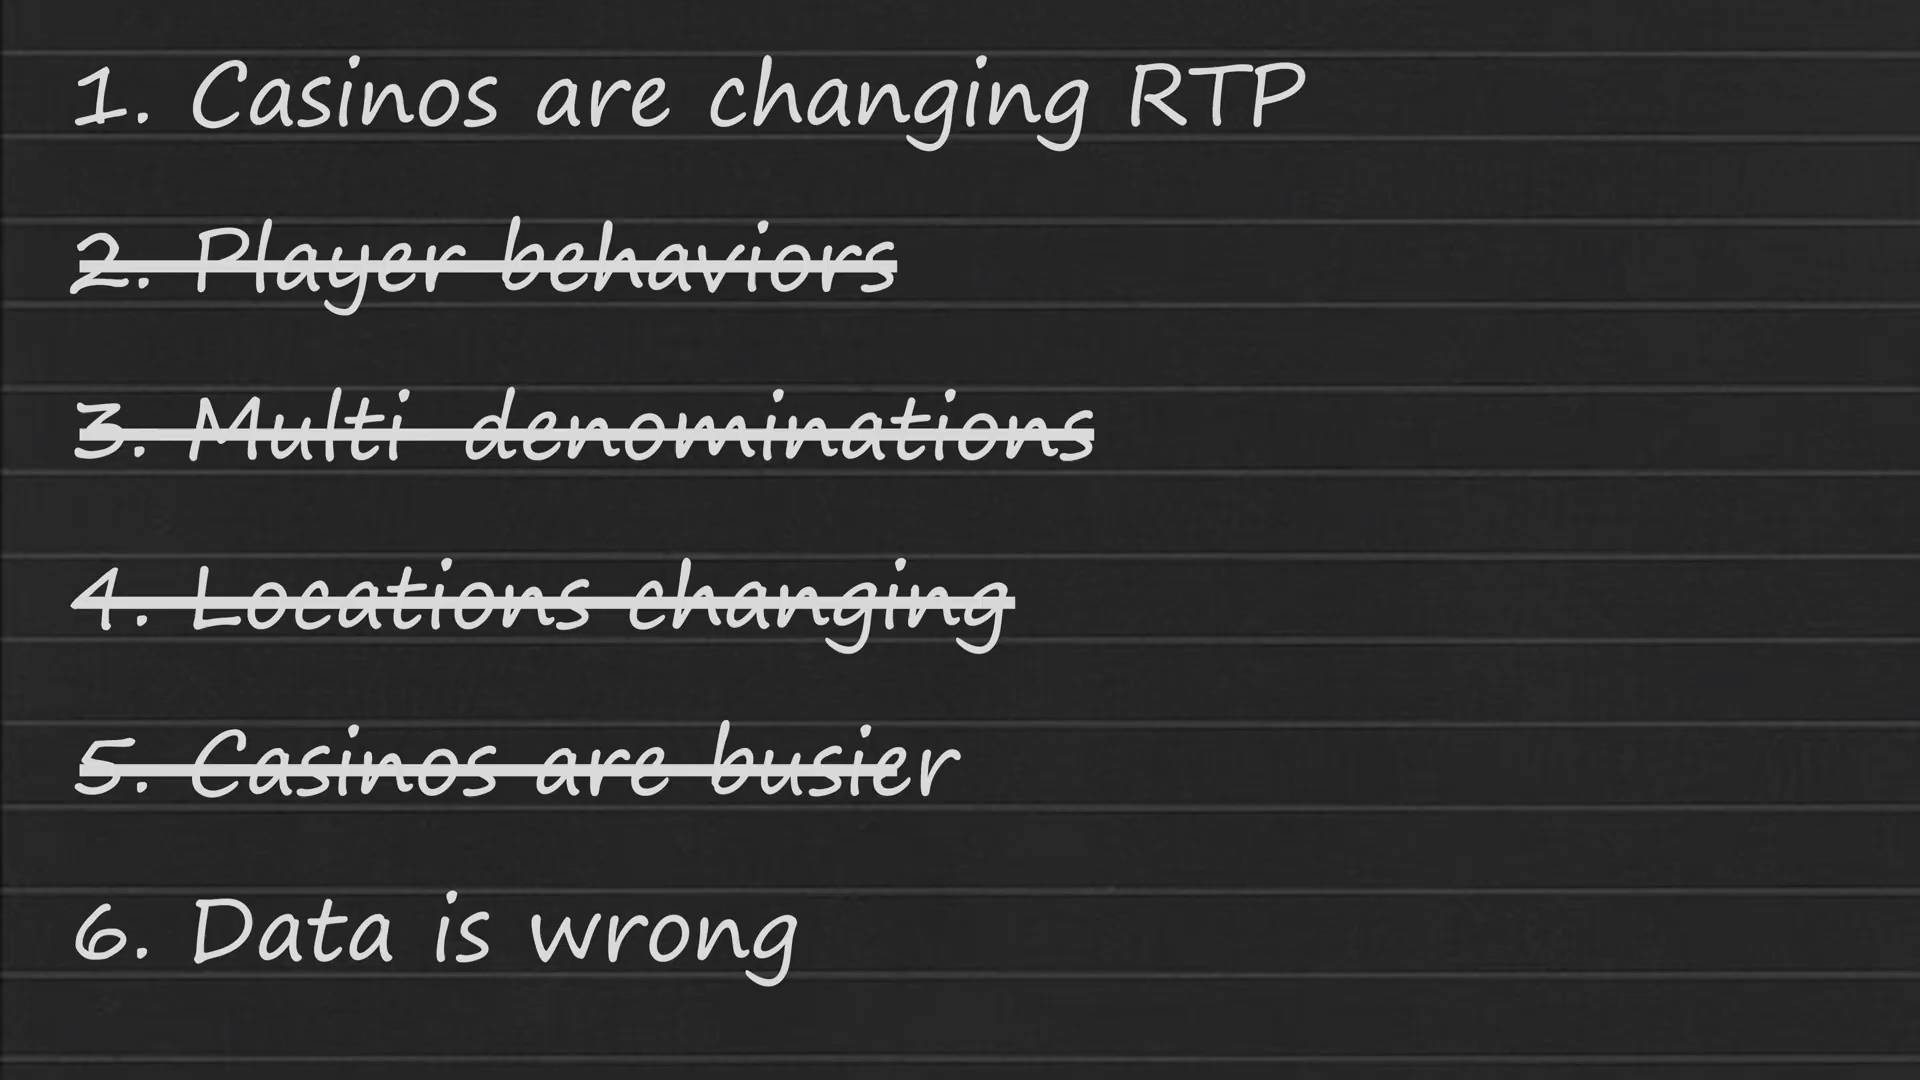 1. Casinos are changing RTP
2. Player behaviors
3. Multi denominations
4. Locations changing
5. Casinos are busier
6. Data is wrong